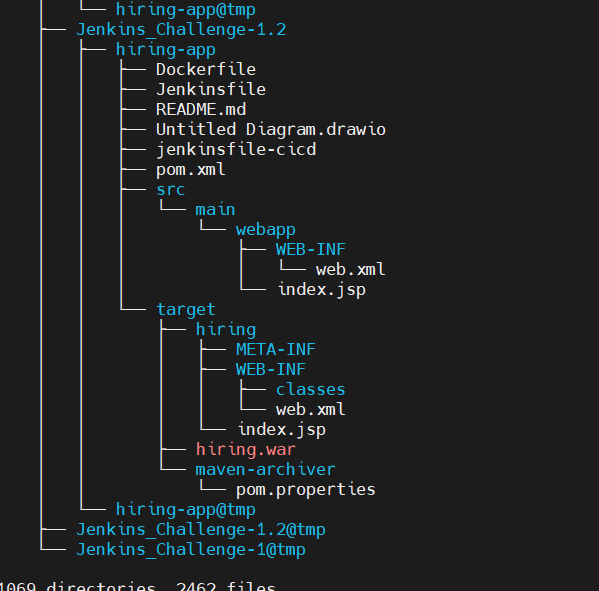 hiring-app@tmp
Jenkins_Challenge-1.2
hiring-app
Dockerfile
Jenkinsfile
README.md
Untitled Diagram.drawio
jenkinsfile-cicd
pom.xml
src
main
webapp
WEB-INF
web.xml
index.jsp
target
hiring
META-INF
WEB-INF
classes
web.xml
index.jsp
hiring.war
maven-archiver
pom.properties
hiring-app@tmp
Jenkins_Challenge-1.2@tmp
Jenkins_Challenge-1@tmp
1069 directories, 2462 files